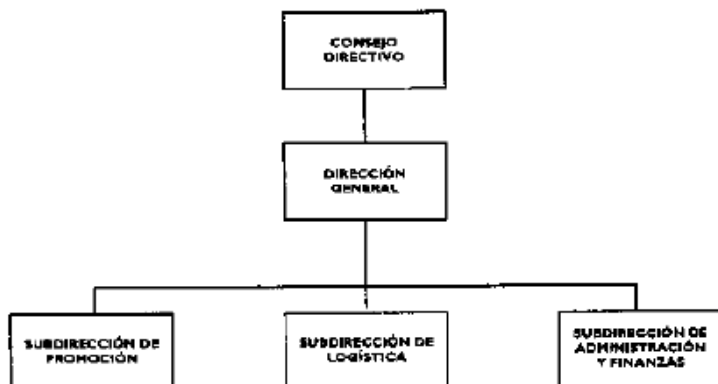 CONSEJO
DIRECTIVO
DIRECCIÓN
GENERAL
SUBDIRECCIÓN DE
PROMOCIÓN
SUBDIRECCIÓN DE
LOGÍSTICA
SUBDIRECCIÓN DE
ADMINISTRACIÓN
Y FINANZAS